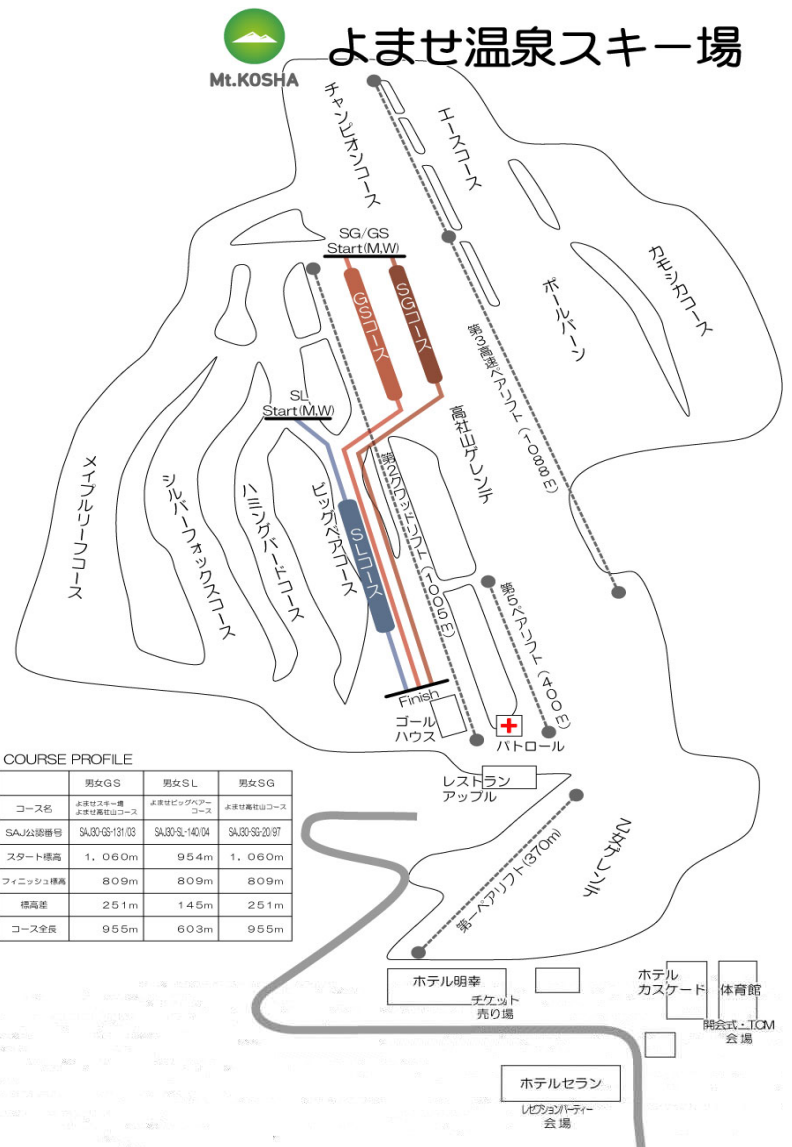 よませ温泉スキー場
Mt.KOSHA
チャンピオンコース
エースコース
カモシカコース
ポールバーン
SG/GS
Start(M,W)
GSコース
SGコース
第3高速ペアリフト(1088m)
高社山ゲレンデ
SL
Start(M,W)
メイプルリーフコース
シルバーフォックスコース
ハミングバードコース
ビッグベアコース
SLコース
第2クワッドリフト(1005m)
第5ペアリフト(400m)
Finish
ゴール
ハウス
パトロール
レストラン
アップル
乙女ゲレンデ
第一ペアリフト(370m)
COURSE PROFILE
男女GS 男女SL 男女SG
コース名 よませスキー場 よませ高社山コース よませビッグベアーコース よませ高社山コース
SAJ公認番号 SAJ30-GS-131/03 SAJ30-SL-140/04 SAJ30-SG-20/97
スタート標高 1,060m 954m 1,060m
フィニッシュ標高 809m 809m 809m
標高差 251m 145m 251m
コース全長 955m 603m 955m
ホテル明幸
チケット
売り場
ホテル
カスケード
体育館
開会式・TCM
会場
ホテルセラン
レセプションパーティー
会場